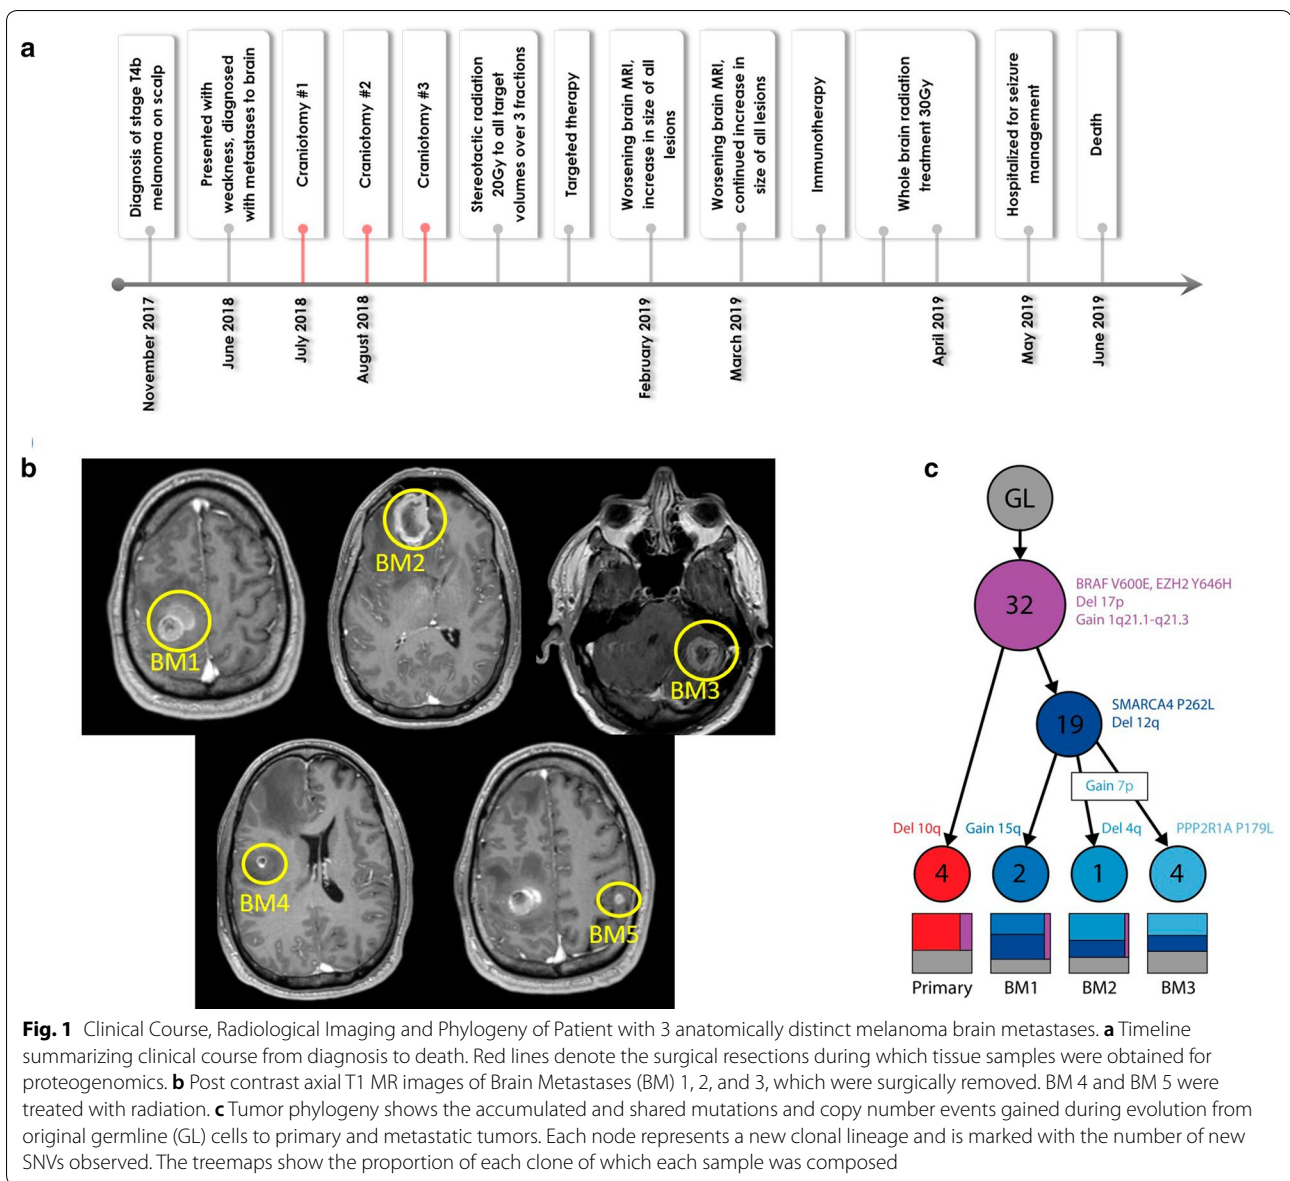 a
Diagnosis of stage T4b
melanoma on scalp
Presented with
weakness, diagnosed
with metastases to brain
Craniotomy #1
Craniotomy #2
Craniotomy #3
Stereotactic radiation
20Gy to all target
volumes over 3 fractions
Targeted therapy
Worsening brain MRI,
increase in size of all
lesions
Worsening brain MRI,
continued increase in
size of all lesions
Immunotherapy
Whole brain radiation
treatment 30Gy
Hospitalized for seizure
management
Death
November 2017
June 2018
July 2018
August 2018
February 2019
March 2019
April 2019
May 2019
June 2019
b
BM1
BM2
BM3
BM4
BM5
c
GL
32
BRAF V600E, EZH2 Y646H
Del 17p
Gain 1q21.1-q21.3
19
SMARCA4 P262L
Del 12q
Gain 7p
Del 10q
Gain 15q
Del 4q
PPP2R1A P179L
4
2
1
4
Primary
BM1
BM2
BM3
Fig. 1 Clinical Course, Radiological Imaging and Phylogeny of Patient with 3 anatomically distinct melanoma brain metastases. a Timeline
summarizing clinical course from diagnosis to death. Red lines denote the surgical resections during which tissue samples were obtained for
proteogenomics. b Post contrast axial T1 MR images of Brain Metastases (BM) 1, 2, and 3, which were surgically removed. BM 4 and BM 5 were
treated with radiation. c Tumor phylogeny shows the accumulated and shared mutations and copy number events gained during evolution from
original germline (GL) cells to primary and metastatic tumors. Each node represents a new clonal lineage and is marked with the number of new
SNVs observed. The treemaps show the proportion of each clone of which each sample was composed